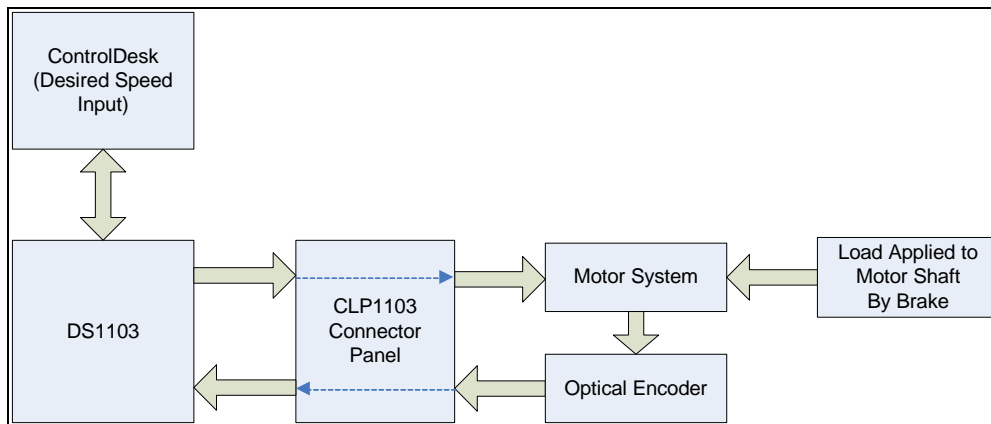 ControlDesk
(Desired Speed
Input)
DS1103
CLP1103
Connector
Panel
Motor System
Load Applied to
Motor Shaft
By Brake
Optical Encoder